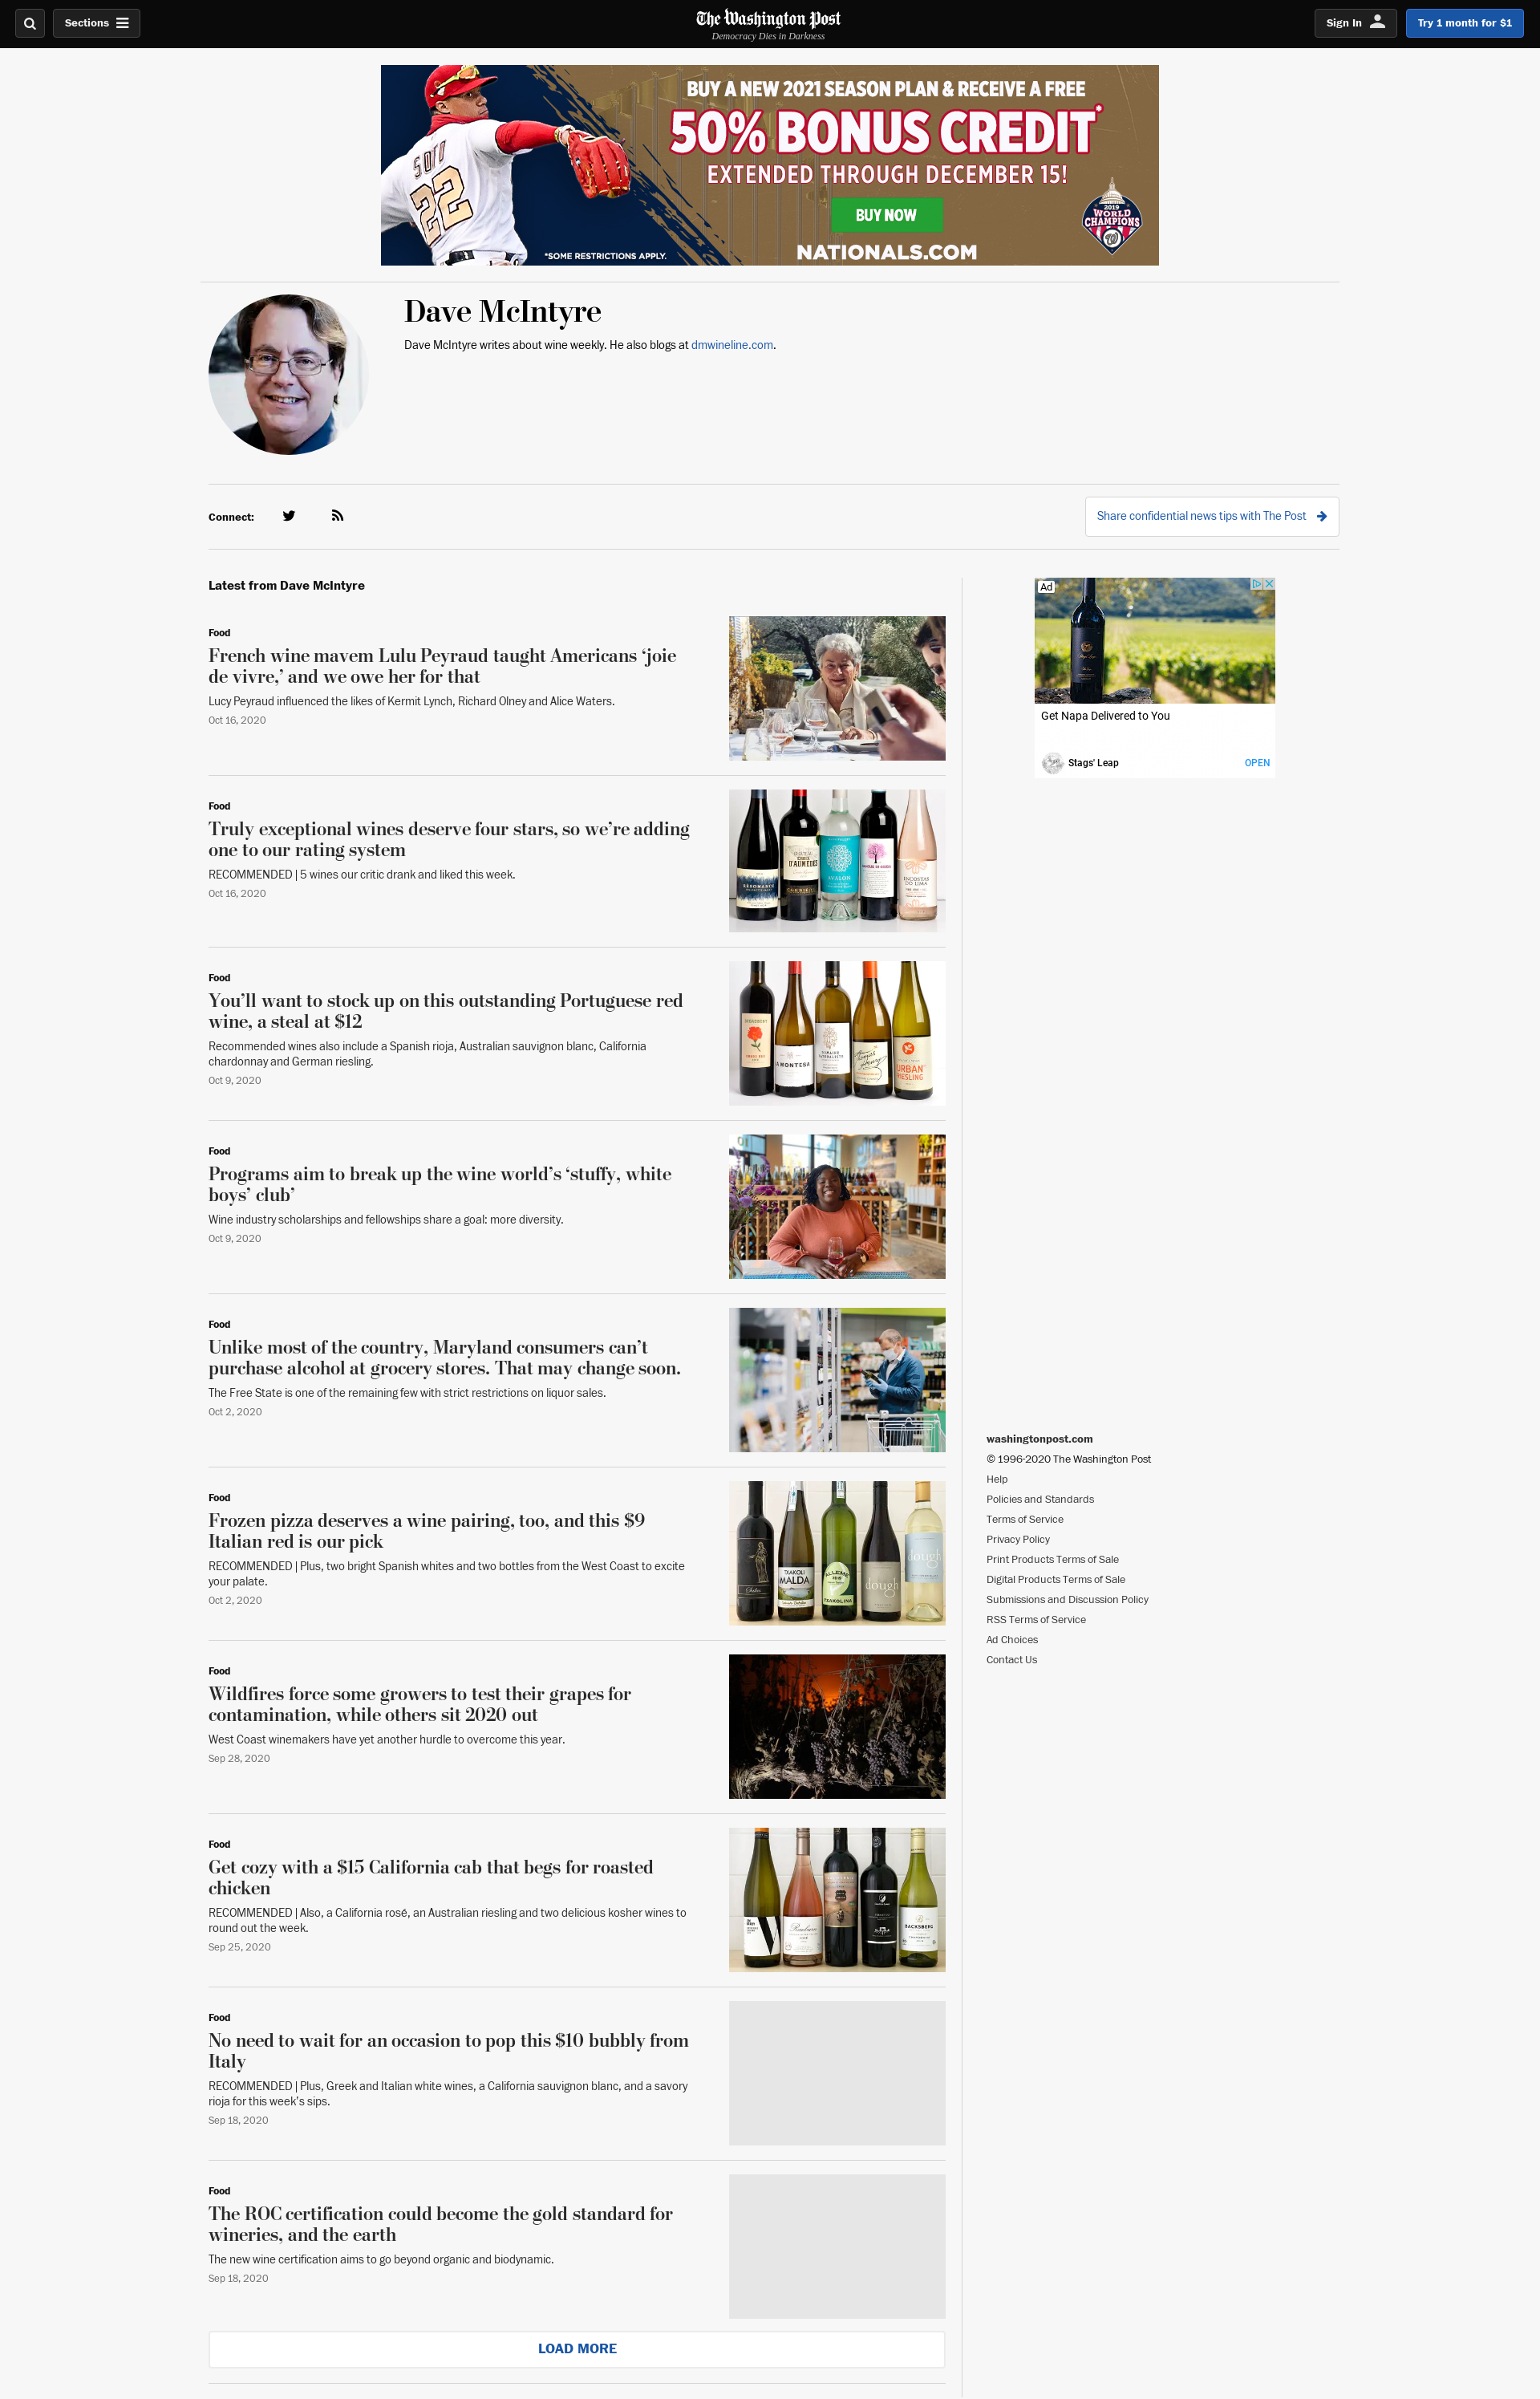 Sections
The Washington Post
Democracy Dies in Darkness
Sign In
Try 1 month for $1
BUY A NEW 2021 SEASON PLAN & RECEIVE A FREE
50% BONUS CREDIT*
EXTENDED THROUGH DECEMBER 15!
BUY NOW
*SOME RESTRICTIONS APPLY.
NATIONALS.COM
2019
WORLD
CHAMPIONS
22
Dave McIntyre
Dave McIntyre writes about wine weekly. He also blogs at dmwineline.com.
Connect:
Share confidential news tips with The Post
Latest from Dave McIntyre
Food
French wine mavem Lulu Peyraud taught Americans ‘joie
de vivre,’ and we owe her for that
Lucy Peyraud influenced the likes of Kermit Lynch, Richard Olney and Alice Waters.
Oct 16, 2020
Food
Truly exceptional wines deserve four stars, so we’re adding
one to our rating system
RECOMMENDED | 5 wines our critic drank and liked this week.
Oct 16, 2020
Food
You’ll want to stock up on this outstanding Portuguese red
wine, a steal at $12
Recommended wines also include a Spanish rioja, Australian sauvignon blanc, California
chardonnay and German riesling.
Oct 9, 2020
LA MONTESA
URBAN
RIESLING
Food
Programs aim to break up the wine world’s ‘stuffy, white
boys’ club’
Wine industry scholarships and fellowships share a goal: more diversity.
Oct 9, 2020
Food
Unlike most of the country, Maryland consumers can’t
purchase alcohol at grocery stores. That may change soon.
The Free State is one of the remaining few with strict restrictions on liquor sales.
Oct 2, 2020
Food
Frozen pizza deserves a wine pairing, too, and this $9
Italian red is our pick
RECOMMENDED | Plus, two bright Spanish whites and two bottles from the West Coast to excite
your palate.
Oct 2, 2020
TXAKOLI
MALDA
dough
dough
Food
Wildfires force some growers to test their grapes for
contamination, while others sit 2020 out
West Coast winemakers have yet another hurdle to overcome this year.
Sep 28, 2020
Food
Get cozy with a $15 California cab that begs for roasted
chicken
RECOMMENDED | Also, a California rosé, an Australian riesling and two delicious kosher wines to
round out the week.
Sep 25, 2020
BACKSBERG
Food
No need to wait for an occasion to pop this $10 bubbly from
Italy
RECOMMENDED | Plus, Greek and Italian white wines, a California sauvignon blanc, and a savory
rioja for this week’s sips.
Sep 18, 2020
Food
The ROC certification could become the gold standard for
wineries, and the earth
The new wine certification aims to go beyond organic and biodynamic.
Sep 18, 2020
LOAD MORE
Ad
Get Napa Delivered to You
Stags' Leap
OPEN
washingtonpost.com
© 1996-2020 The Washington Post
Help
Policies and Standards
Terms of Service
Privacy Policy
Print Products Terms of Sale
Digital Products Terms of Sale
Submissions and Discussion Policy
RSS Terms of Service
Ad Choices
Contact Us